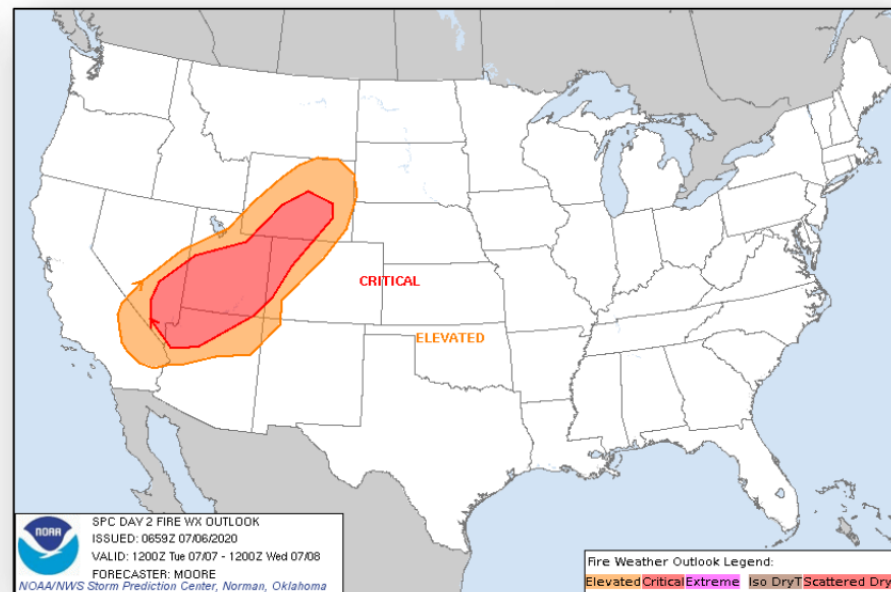 CRITICAL
ELEVATED
NOAA
SPC DAY 2 FIRE WX OUTLOOK
ISSUED: 0659Z 07/06/2020
VALID: 1200Z Tue 07/07 - 1200Z Wed 07/08
FORECASTER: MOORE
NOAA/NWS Storm Prediction Center, Norman, Oklahoma
Fire Weather Outlook Legend:
Elevated Critical Extreme Iso DryT Scattered Dry